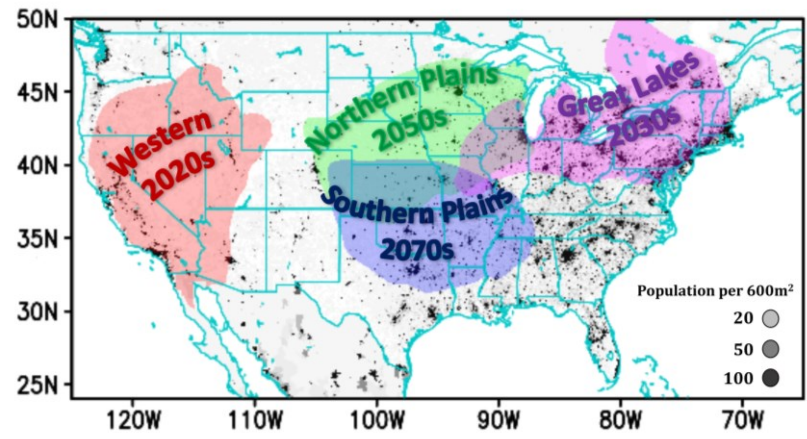 50N
45N
40N
35N
30N
25N
Western
2020s
Northern Plains
2050s
Great Lakes
2030s
Southern Plains
2070s
Population per 600m²
20
50
100
120W 110W 100W 90W 80W 70W